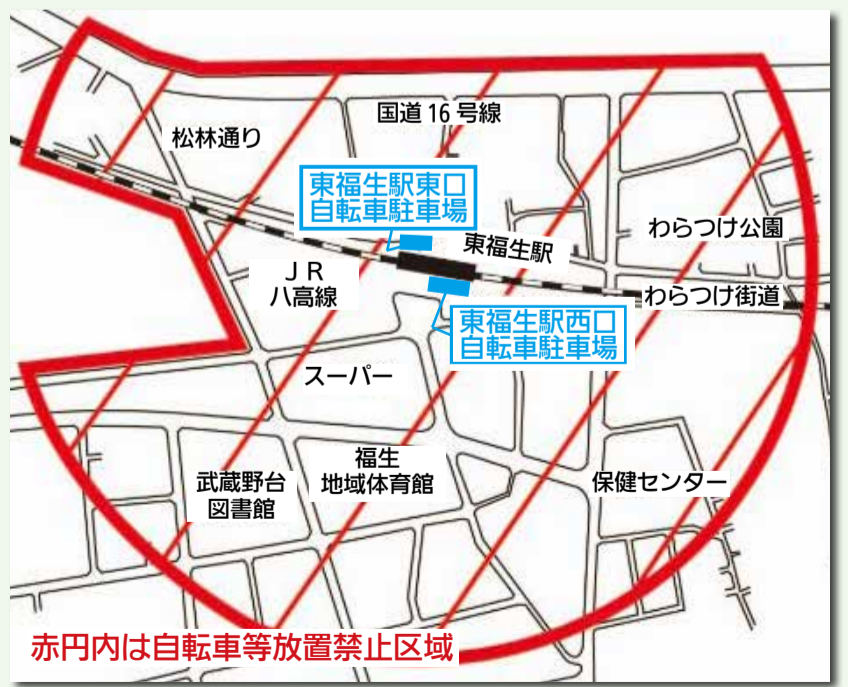 国道16号線
松林通り
東福生駅東口
自転車駐車場
東福生駅
わらつけ公園
JR
八高線
わらつけ街道
東福生駅西口
自転車駐車場
スーパー
福生
地域体育館
武蔵野台
図書館
保健センター
赤円内は自転車等放置禁止区域